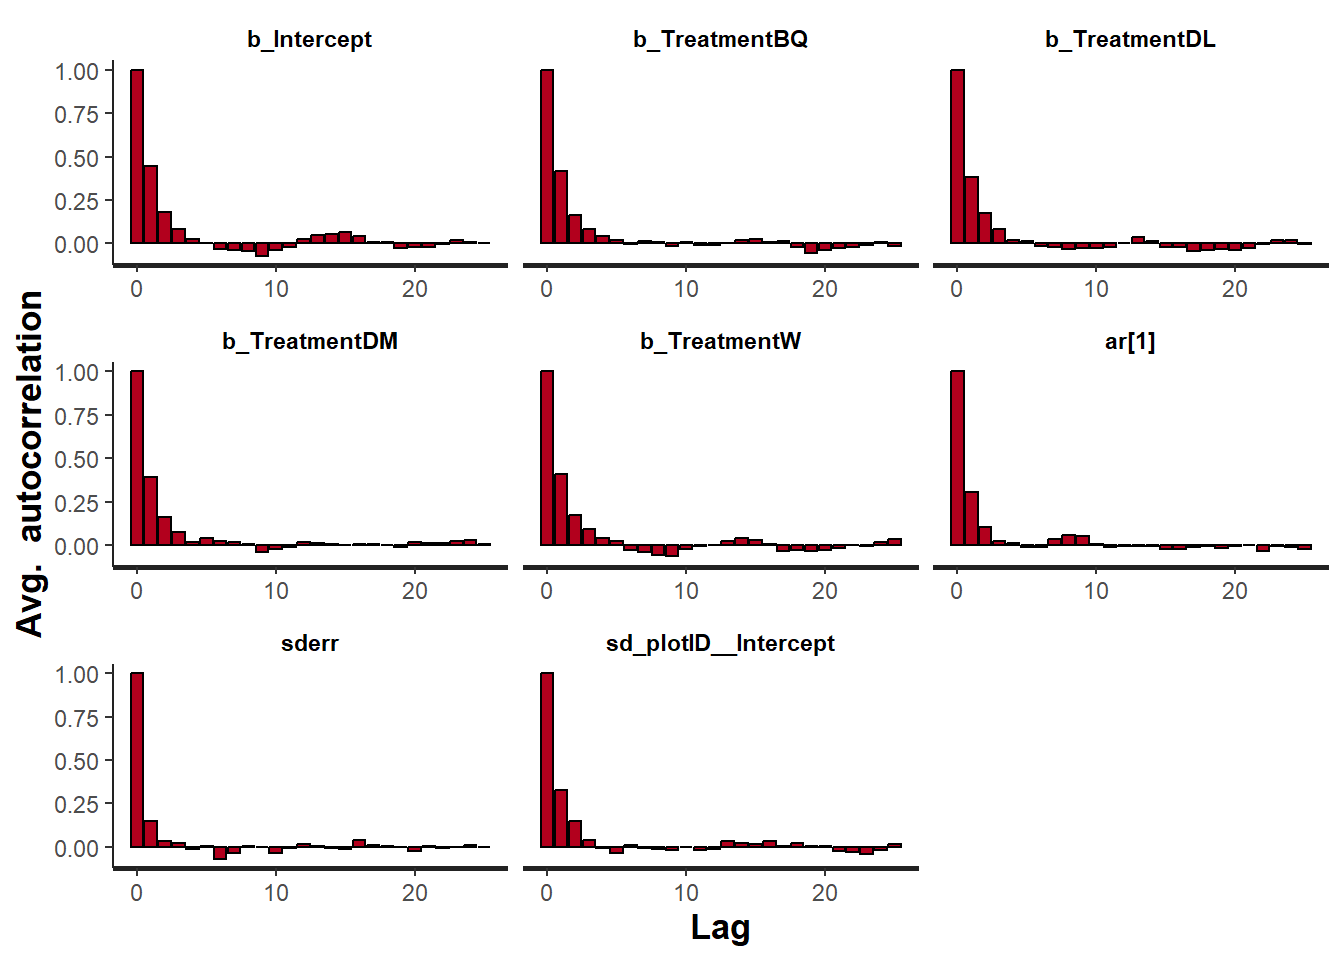 b_Intercept b_TreatmentBQ b_TreatmentDL
1.00
0.75
0.50
0.25
0.00
0 10 20 0 10 20 0 10 20
b_TreatmentDM b_TreatmentW ar[1]
1.00
0.75
0.50
0.25
0.00
0 10 20 0 10 20 0 10 20
Avg. autocorrelation
sderr sd_plotID__Intercept
1.00
0.75
0.50
0.25
0.00
0 10 20 0 10 20
Lag